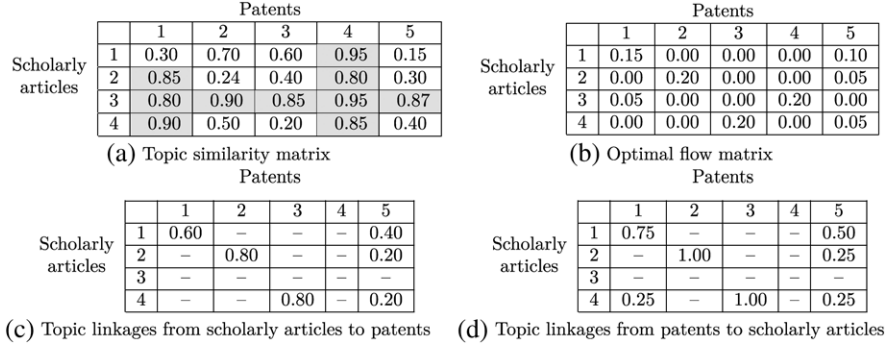 Patents
1 2 3 4 5
Scholarly
articles
1 0.30 0.70 0.60 0.95 0.15
2 0.85 0.24 0.40 0.80 0.30
3 0.80 0.90 0.85 0.95 0.87
4 0.90 0.50 0.20 0.85 0.40
(a) Topic similarity matrix
Patents
1 2 3 4 5
Scholarly
articles
1 0.15 0.00 0.00 0.00 0.10
2 0.00 0.20 0.00 0.00 0.05
3 0.05 0.00 0.00 0.20 0.00
4 0.00 0.00 0.20 0.00 0.05
(b) Optimal flow matrix
Patents
1 2 3 4 5
Scholarly
articles
1 0.60 – – – 0.40
2 – 0.80 – – 0.20
3 – – – – –
4 – – 0.80 – 0.20
(c) Topic linkages from scholarly articles to patents
Patents
1 2 3 4 5
Scholarly
articles
1 0.75 – – – 0.50
2 – 1.00 – – 0.25
3 – – – – –
4 0.25 – 1.00 – 0.25
(d) Topic linkages from patents to scholarly articles